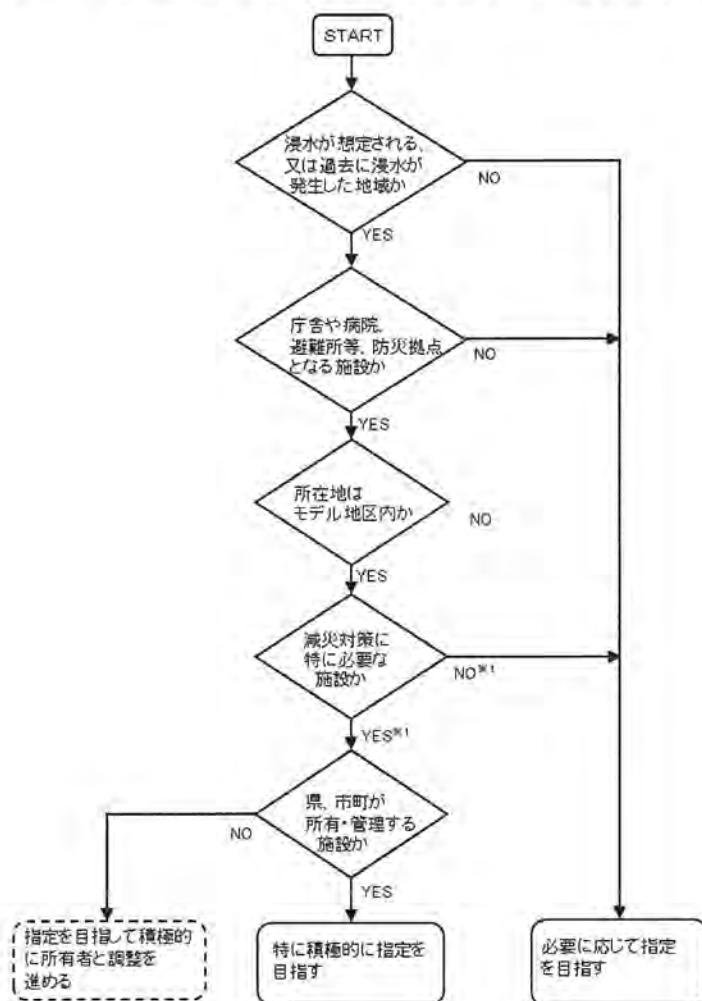 START
浸水が想定される、
又は過去に浸水が
発生した地域か
NO
YES
庁舎や病院、
避難所等、防災拠点
となる施設か
NO
YES
所在地は
モデル地区内か
NO
YES
減災対策に
特に必要な
施設か
NO※1
YES※1
県、市町が
所有・管理する
施設か
NO
YES
指定を目指して積極的
に所有者と調整を
進める
特に積極的に指定を
目指す
必要に応じて指定
を目指す